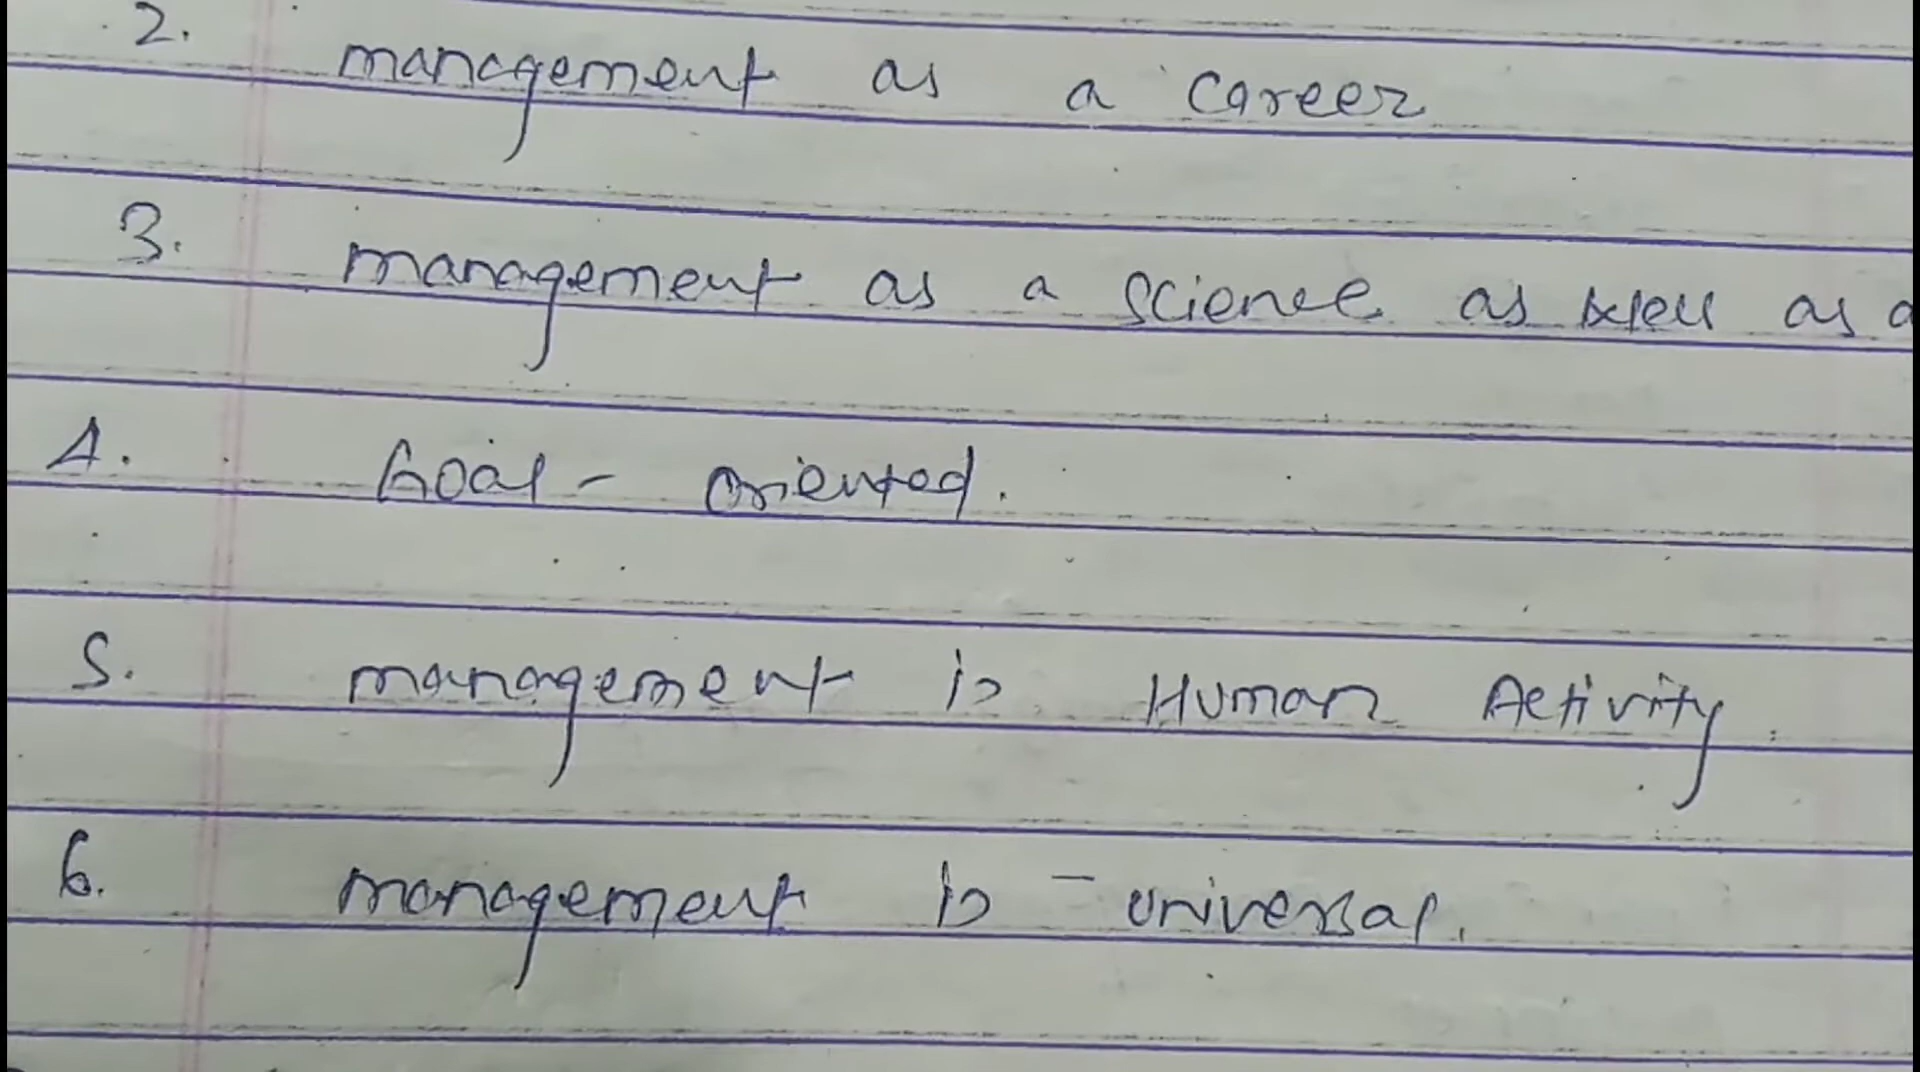 2. management as a career
3. management as a science as well as a
4. Goal - oriented.
5. management is Human Activity.
6. management is - universal.